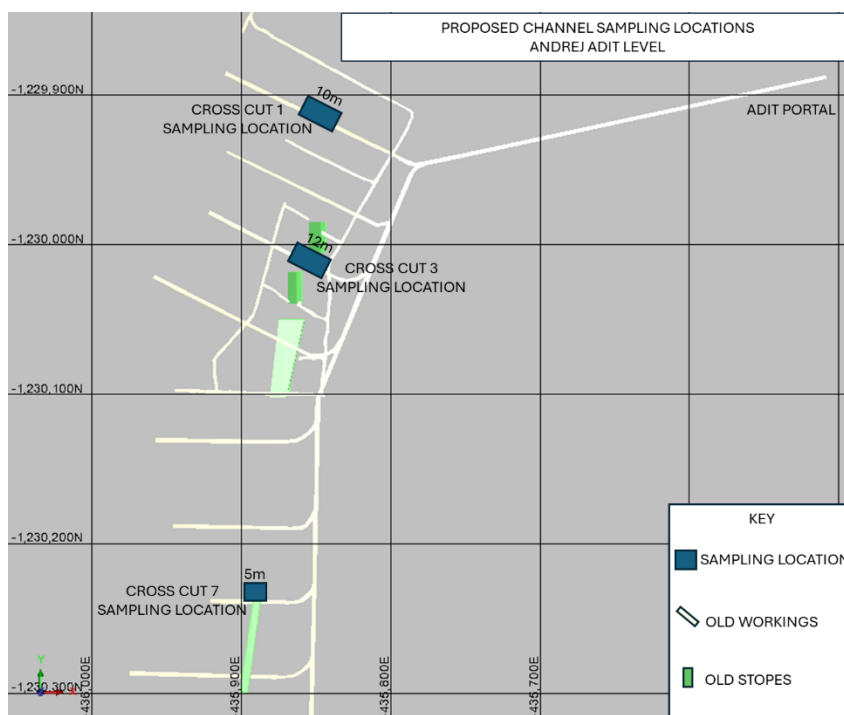 PROPOSED CHANNEL SAMPLING LOCATIONS
ANDREJ ADIT LEVEL
-1,229,900N
10m
CROSS CUT 1
SAMPLING LOCATION
ADIT PORTAL
-1,230,000N
12m
CROSS CUT 3
SAMPLING LOCATION
-1,230,100N
-1,230,200N
KEY
SAMPLING LOCATION
5m
CROSS CUT 7
SAMPLING LOCATION
OLD WORKINGS
OLD STOPES
Y
X
-1,230,300N
-436,000E
-435,900E
-435,800E
-435,700E